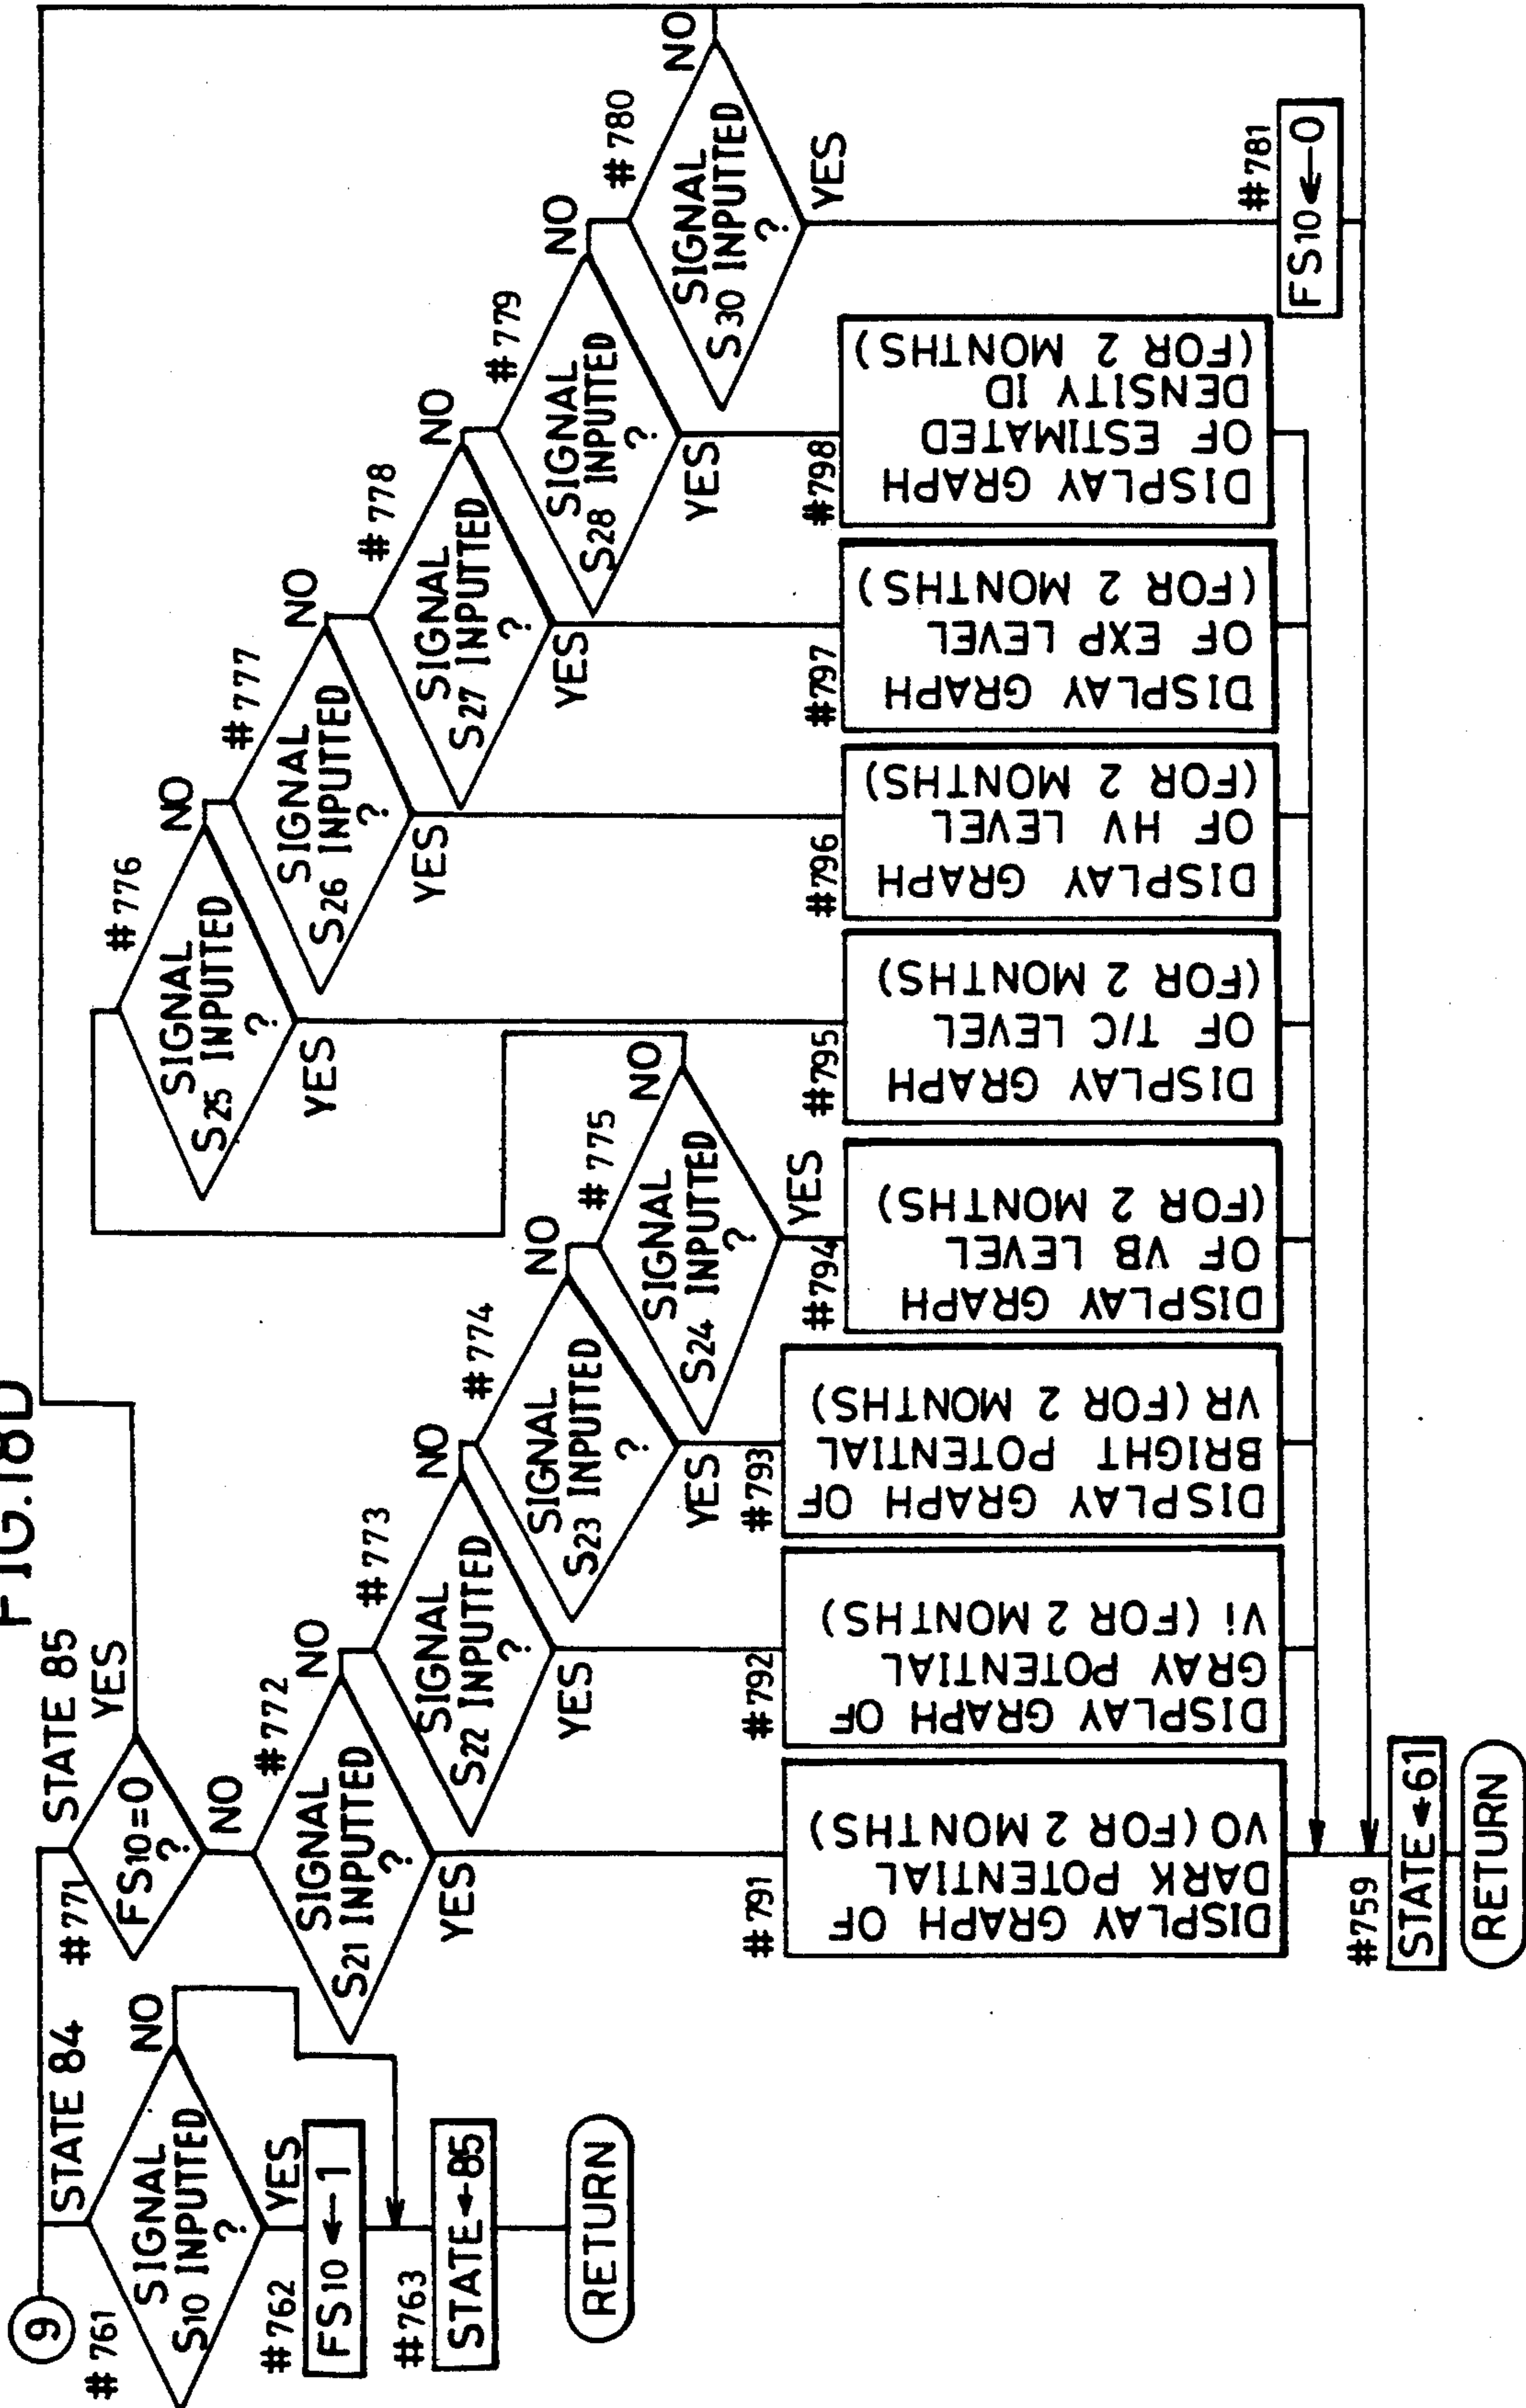 FIG.18D
9
STATE 84
#761
SIGNAL
S10 INPUTTED
?
NO
YES
#762
FS10 ← 1
#763
STATE←85
RETURN
STATE 85
#771
FS10=0
?
YES
NO
#772
SIGNAL
S21 INPUTTED
?
NO
YES
#773
SIGNAL
S22 INPUTTED
?
NO
YES
#774
SIGNAL
S23 INPUTTED
?
NO
YES
#775
SIGNAL
S24 INPUTTED
?
NO
YES
#776
SIGNAL
S25 INPUTTED
?
NO
YES
#777
SIGNAL
S26 INPUTTED
?
NO
YES
#778
SIGNAL
S27 INPUTTED
?
NO
YES
#779
SIGNAL
S28 INPUTTED
?
NO
YES
#780
SIGNAL
S30 INPUTTED
?
NO
YES
#781
FS10←0
#791
DISPLAY GRAPH OF
DARK POTENTIAL
VO (FOR 2 MONTHS)
#792
DISPLAY GRAPH OF
GRAY POTENTIAL
Vi (FOR 2 MONTHS)
#793
DISPLAY GRAPH OF
BRIGHT POTENTIAL
VR (FOR 2 MONTHS)
#794
DISPLAY GRAPH
OF VB LEVEL
(FOR 2 MONTHS)
#795
DISPLAY GRAPH
OF T/C LEVEL
(FOR 2 MONTHS)
#796
DISPLAY GRAPH
OF HV LEVEL
(FOR 2 MONTHS)
#797
DISPLAY GRAPH
OF EXP LEVEL
(FOR 2 MONTHS)
#798
DISPLAY GRAPH
OF ESTIMATED
DENSITY ID
(FOR 2 MONTHS)
#759
STATE←61
RETURN